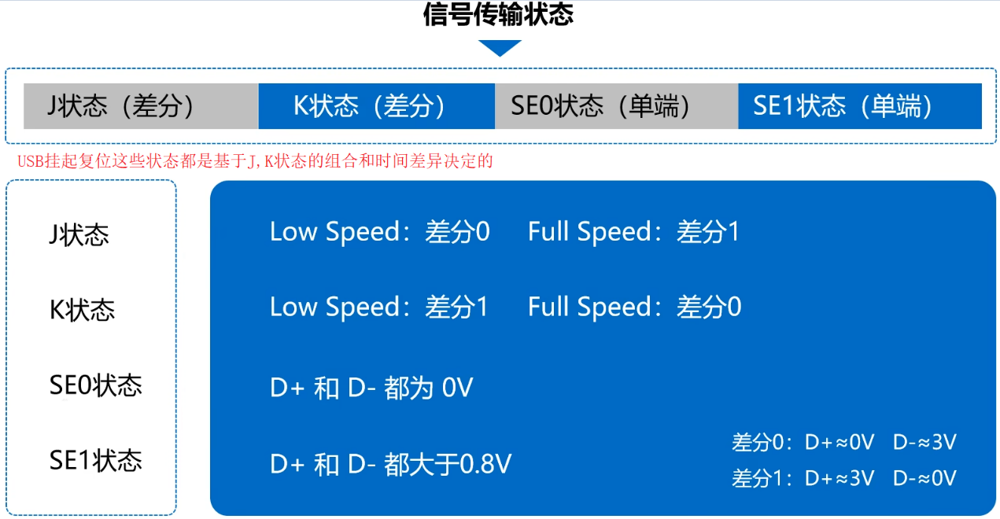 信号传输状态
J状态（差分） K状态（差分） SE0状态（单端） SE1状态（单端）
USB挂起复位这些状态都是基于J,K状态的组合和时间差异决定的
J状态 Low Speed：差分0 Full Speed：差分1
K状态 Low Speed：差分1 Full Speed：差分0
SE0状态 D+ 和 D- 都为 0V
SE1状态 D+ 和 D- 都大于0.8V
差分0：D+≈0V D-≈3V
差分1：D+≈3V D-≈0V